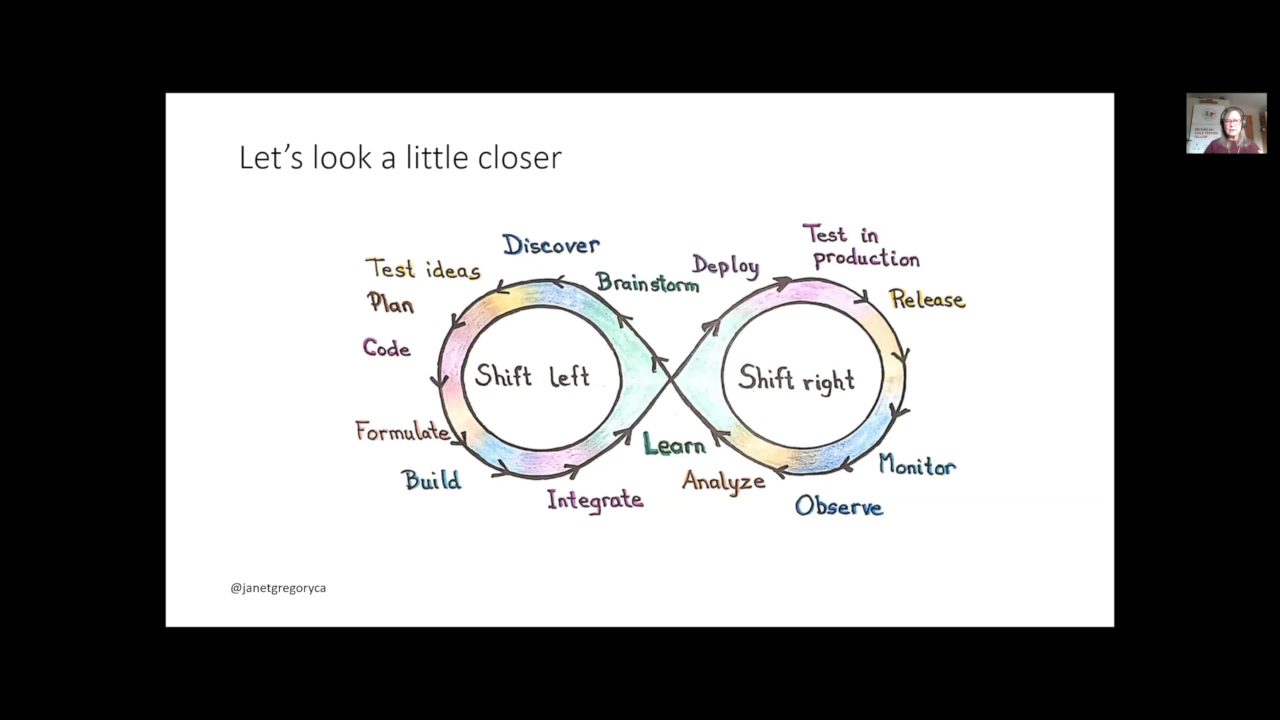 Let's look a little closer
Discover
Test ideas
Brainstorm
Plan
Code
Shift left
Formulate
Build
Integrate
Learn
Deploy
Test in
production
Release
Shift right
Monitor
Observe
Analyze
@janetgregoryca